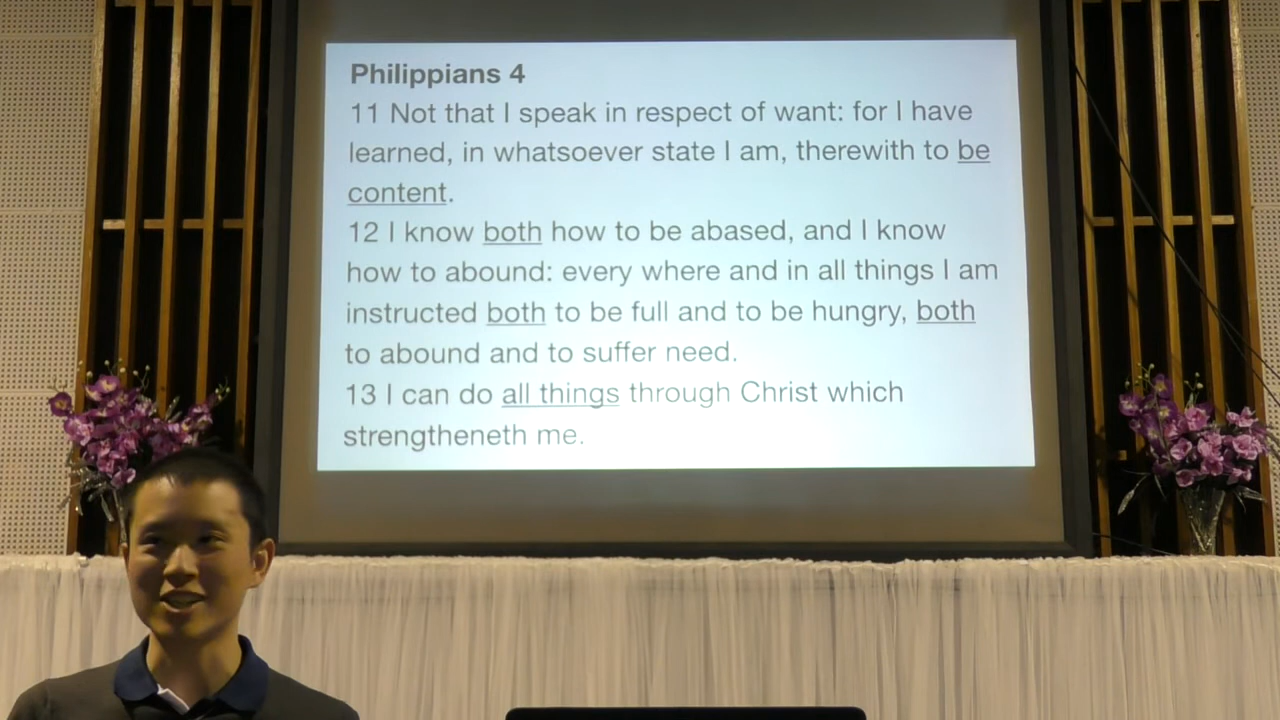 Philippians 4
11 Not that I speak in respect of want: for I have
learned, in whatsoever state I am, therewith to be
content.
12 I know both how to be abased, and I know
how to abound: every where and in all things I am
instructed both to be full and to be hungry, both
to abound and to suffer need.
13 I can do all things through Christ which
strengtheneth me.